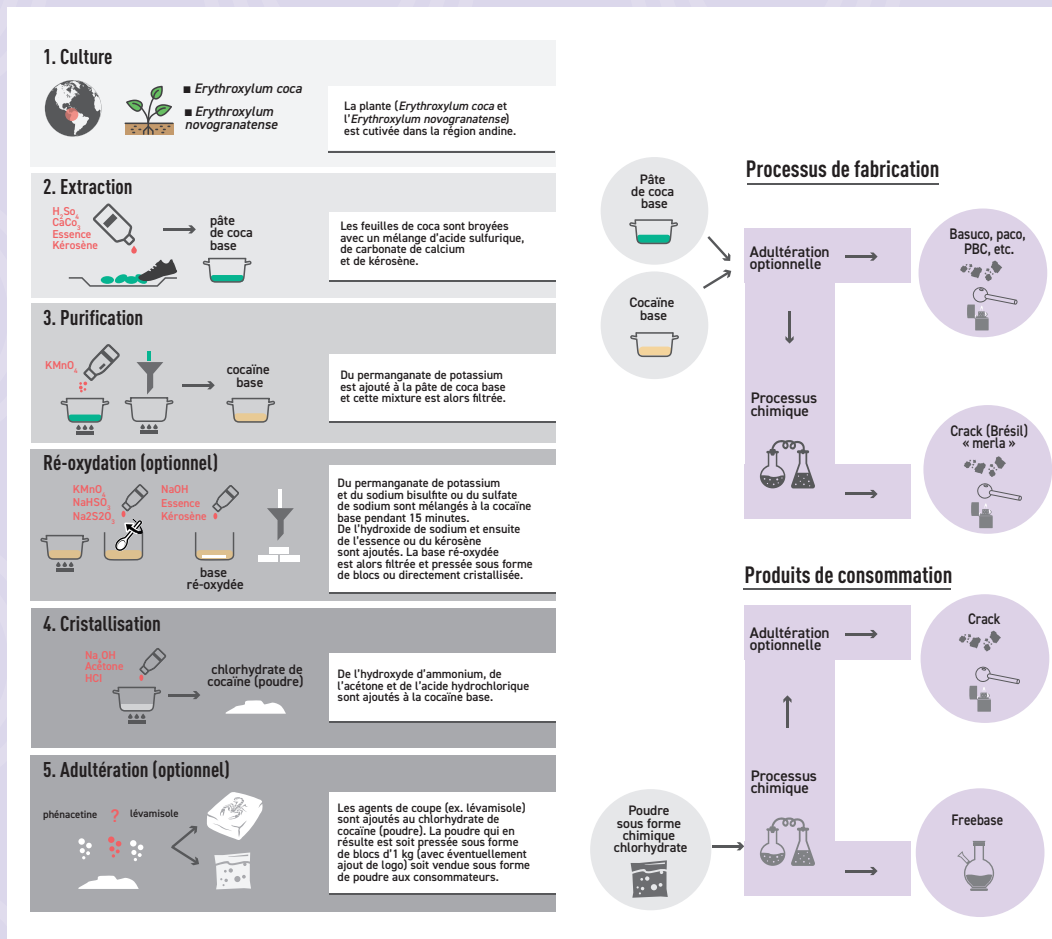 1. Culture
■ Erythroxylum coca
■ Erythroxylum
novogranatense
La plante (Erythroxylum coca et
l'Erythroxylum novogranatense)
est cutivée dans la région andine.
2. Extraction
H2So4
CaCo3
Essence
Kérosène
pâte
de coca
base
Les feuilles de coca sont broyées
avec un mélange d'acide sulfurique,
de carbonate de calcium
et de kérosène.
3. Purification
KMnO4
cocaïne
base
Du permanganate de potassium
est ajouté à la pâte de coca base
et cette mixture est alors filtrée.
Ré-oxydation (optionnel)
KMnO4
NaHSO3
Na2S2O3
NaOH
Essence
Kérosène
base
ré-oxydée
Du permanganate de potassium
et du sodium bisulfite ou du sulfate
de sodium sont mélangés à la cocaïne
base pendant 15 minutes.
De l'hydroxide de sodium et ensuite
de l'essence ou du kérosène
sont ajoutés. La base ré-oxydée
est alors filtrée et pressée sous forme
de blocs ou directement cristallisée.
4. Cristallisation
Acétone
HCl
chlorhydrate de
cocaïne (poudre)
De l'hydroxyde d'ammonium, de
l'acétone et de l'acide hydrochlorique
sont ajoutés à la cocaïne base.
5. Adultération (optionnel)
phénacetine ? lévamisole
Les agents de coupe (ex. lévamisole)
sont ajoutés au chlorhydrate de
cocaïne (poudre). La poudre qui en
résulte est soit pressée sous forme
de blocs d'1 kg (avec éventuellement
ajout de logo) soit vendue sous forme
de poudre aux consommateurs.
Processus de fabrication
Pâte
de coca
base
Cocaïne
base
Adultération
optionnelle
Basuco, paco,
PBC, etc.
Processus
chimique
Crack (Brésil)
« merla »
Produits de consommation
Adultération
optionnelle
Crack
Processus
chimique
Poudre
sous forme
chimique
chlorhydrate
Freebase